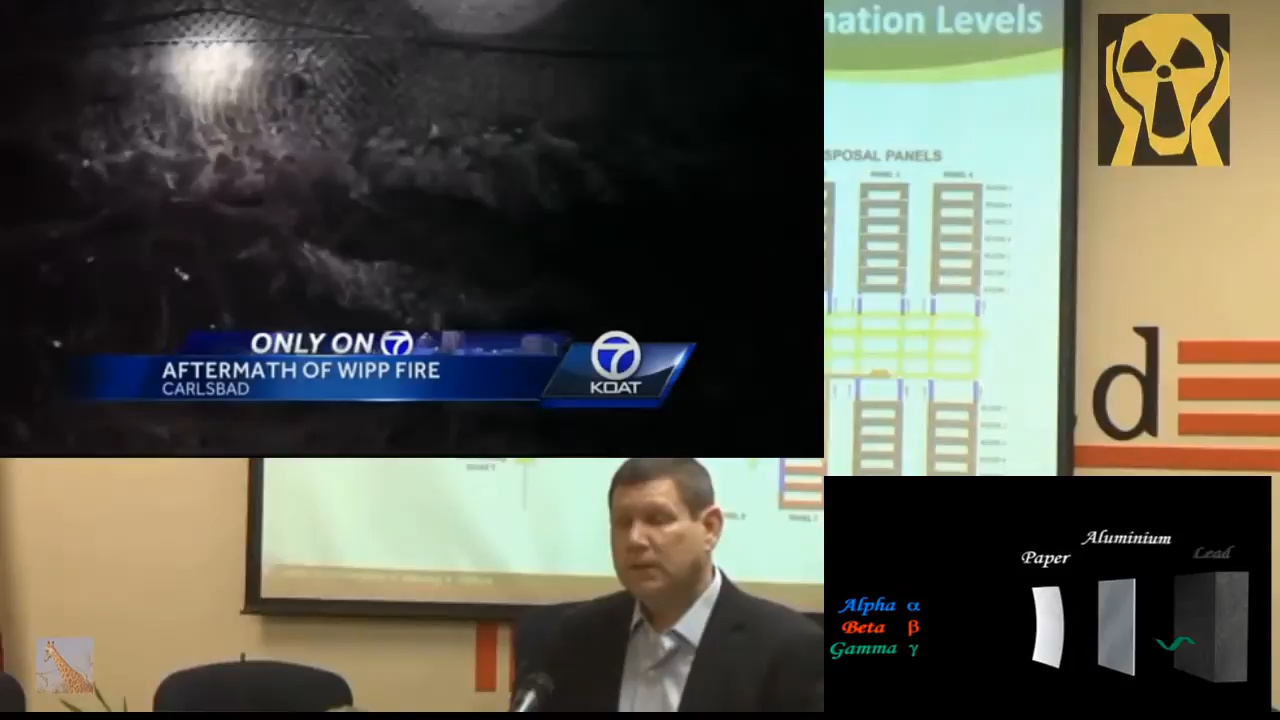 ONLY ON 7
AFTERMATH OF WIPP FIRE
CARLSBAD
7
KOAT
nation Levels
SPOSAL PANELS
d
Paper
Aluminium
Lead
Alpha α
Beta β
Gamma γ